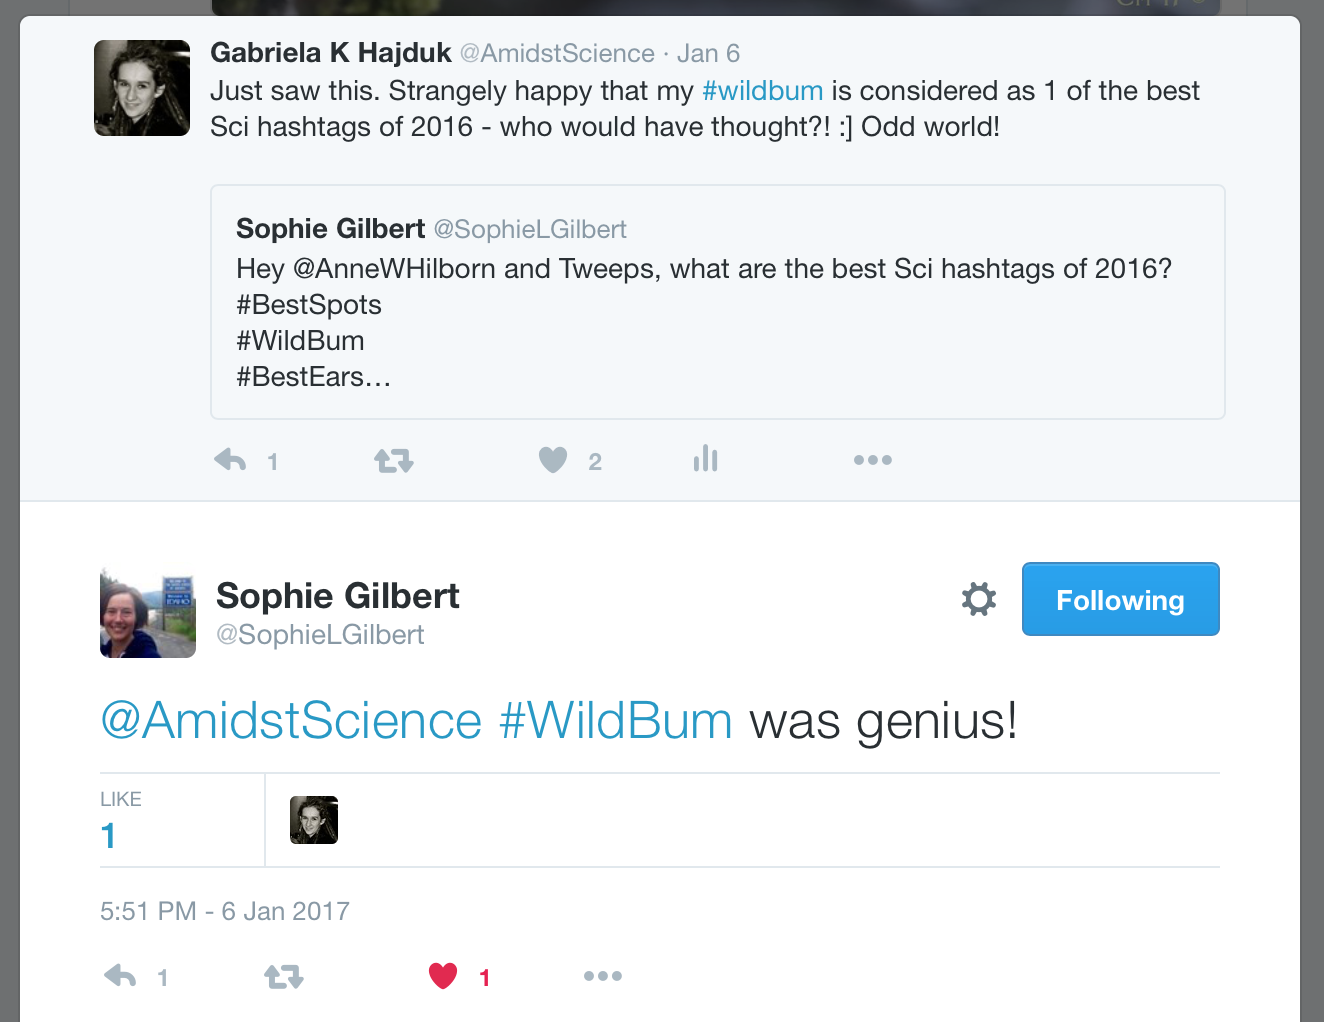 Gabriela K Hajduk @AmidstScience · Jan 6
Just saw this. Strangely happy that my #wildbum is considered as 1 of the best
Sci hashtags of 2016 - who would have thought?! :] Odd world!
Sophie Gilbert @SophieLGilbert
Hey @AnneWHilborn and Tweeps, what are the best Sci hashtags of 2016?
#BestSpots
#WildBum
#BestEars…
1 2
Sophie Gilbert
@SophieLGilbert
Following
@AmidstScience #WildBum was genius!
LIKE
1
5:51 PM - 6 Jan 2017
1 1